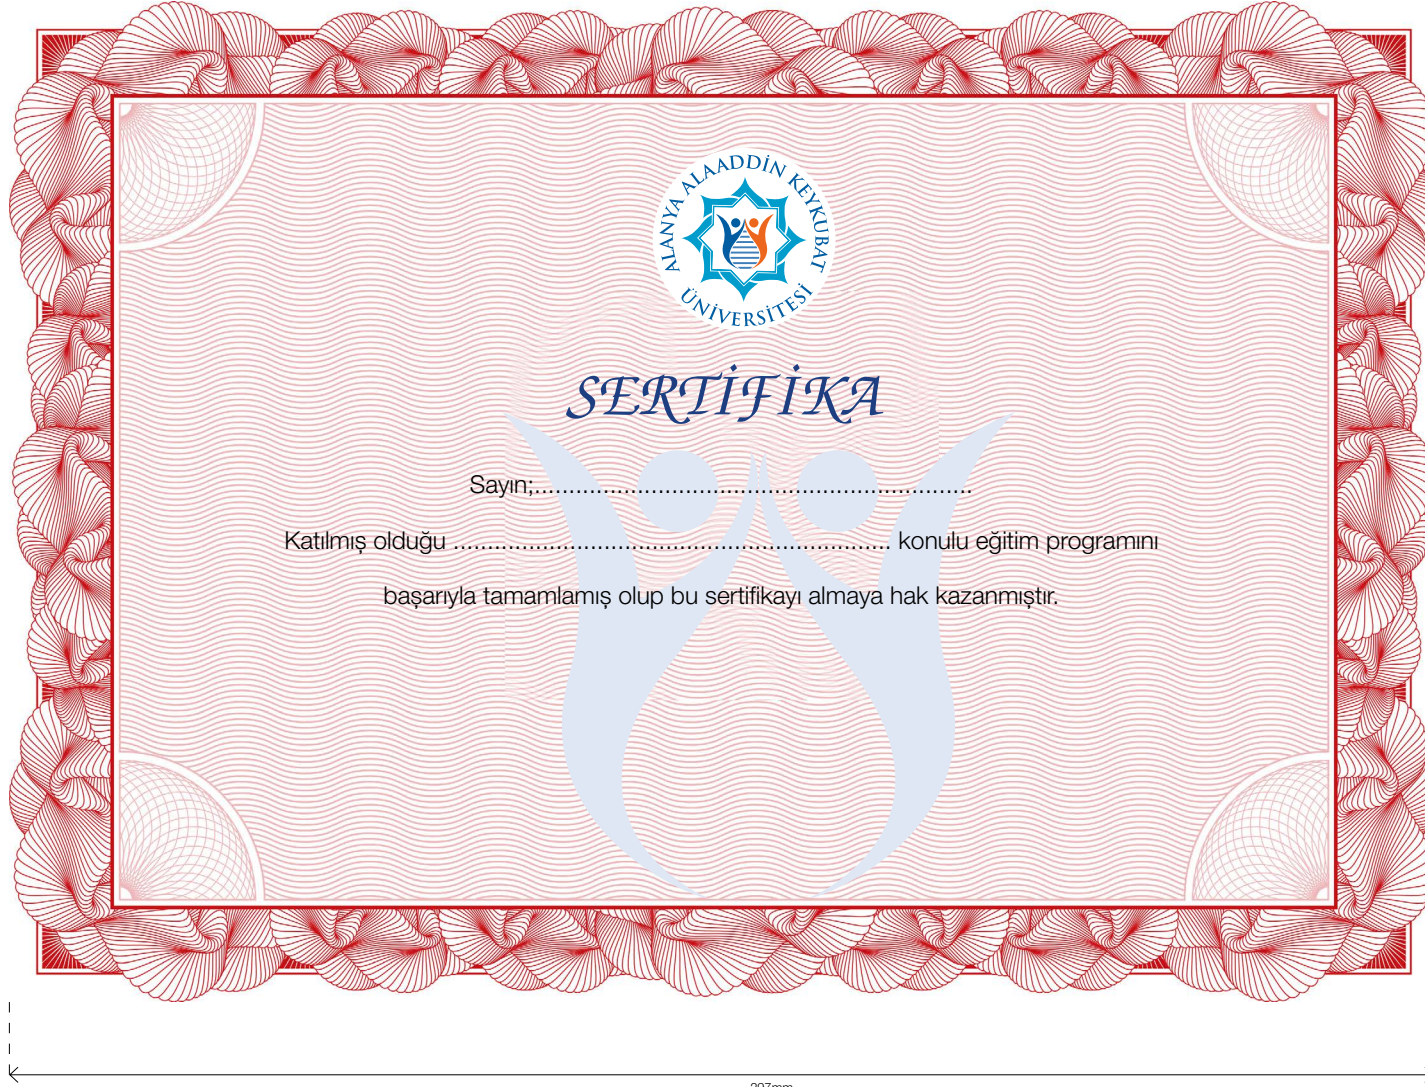 ALANYA ALAADDİN KEYKUBAT
ÜNİVERSİTESİ
SERTİFİKA
Sayın;................................................................
Katılmış olduğu ................................................................ konulu eğitim programını
başarıyla tamamlamış olup bu sertifikayı almaya hak kazanmıştır.
297mm